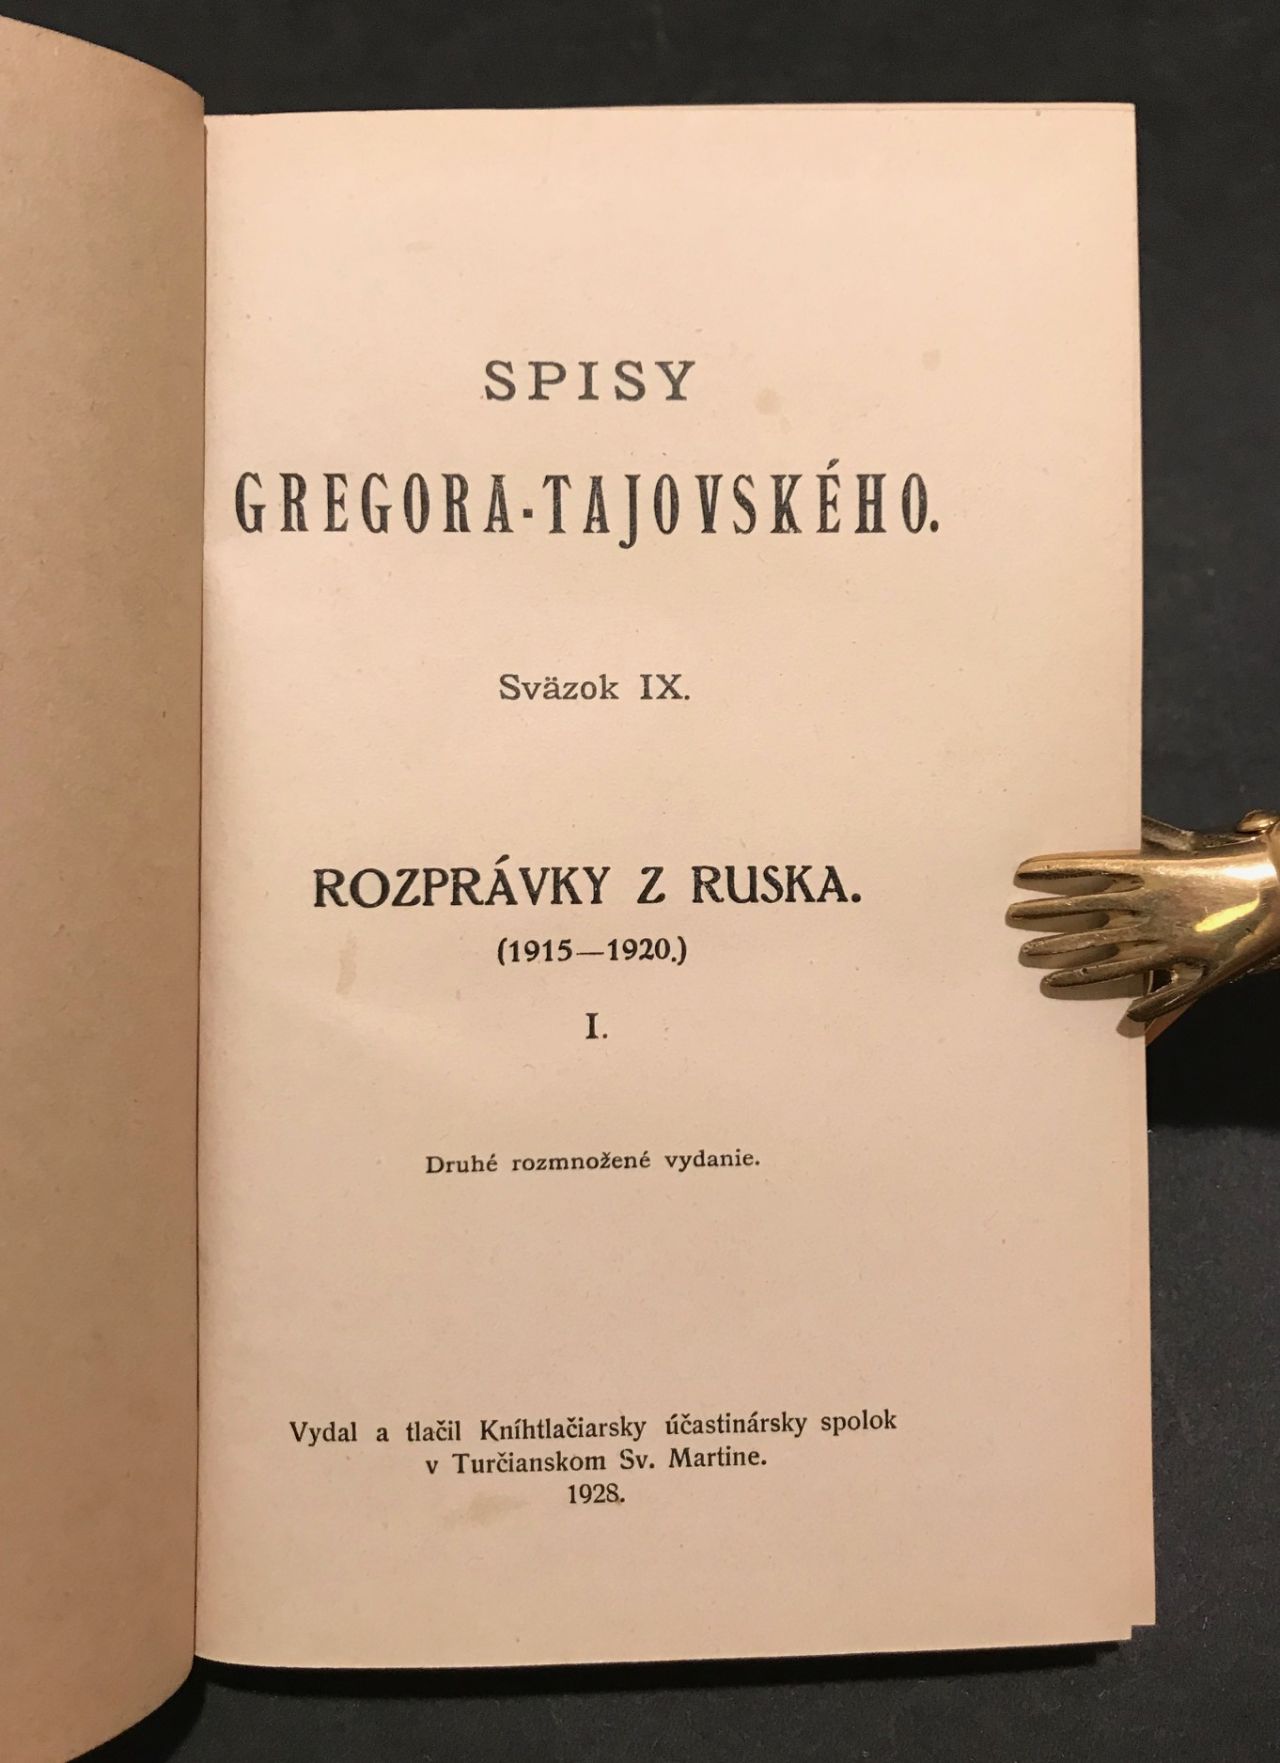 SPISY
GREGORA-TAJOVSKÉHO.
Sväzok IX.
ROZPRÁVKY Z RUSKA.
(1915—1920.)
I.
Druhé rozmnožené vydanie.
Vydal a tlačil Kníhtlačiarsky účastinársky spolok
v Turčianskom Sv. Martine.
1928.